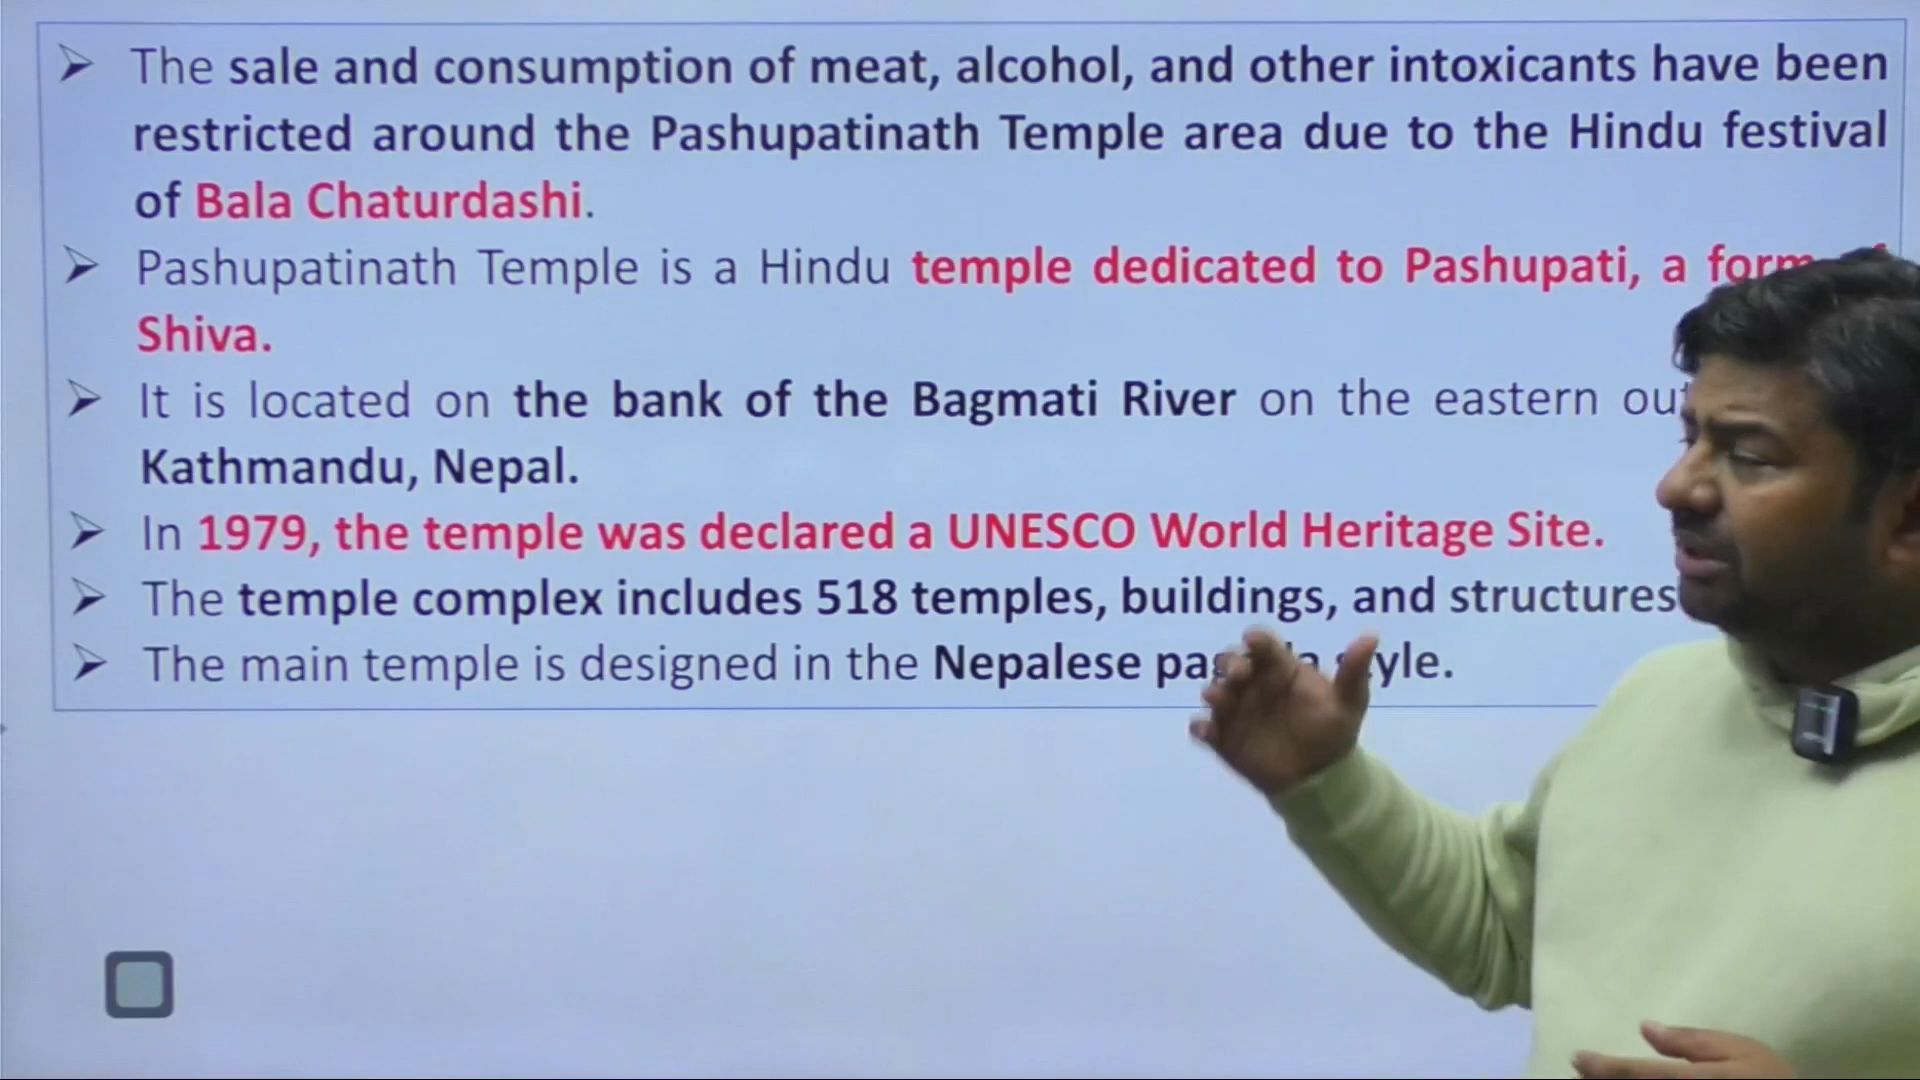 The sale and consumption of meat, alcohol, and other intoxicants have been
restricted around the Pashupatinath Temple area due to the Hindu festival
of Bala Chaturdashi.
Pashupatinath Temple is a Hindu temple dedicated to Pashupati, a form of
Shiva.
It is located on the bank of the Bagmati River on the eastern
Kathmandu, Nepal.
In 1979, the temple was declared a UNESCO World Heritage Site.
The temple complex includes 518 temples, buildings, and structures
The main temple is designed in the Nepalese